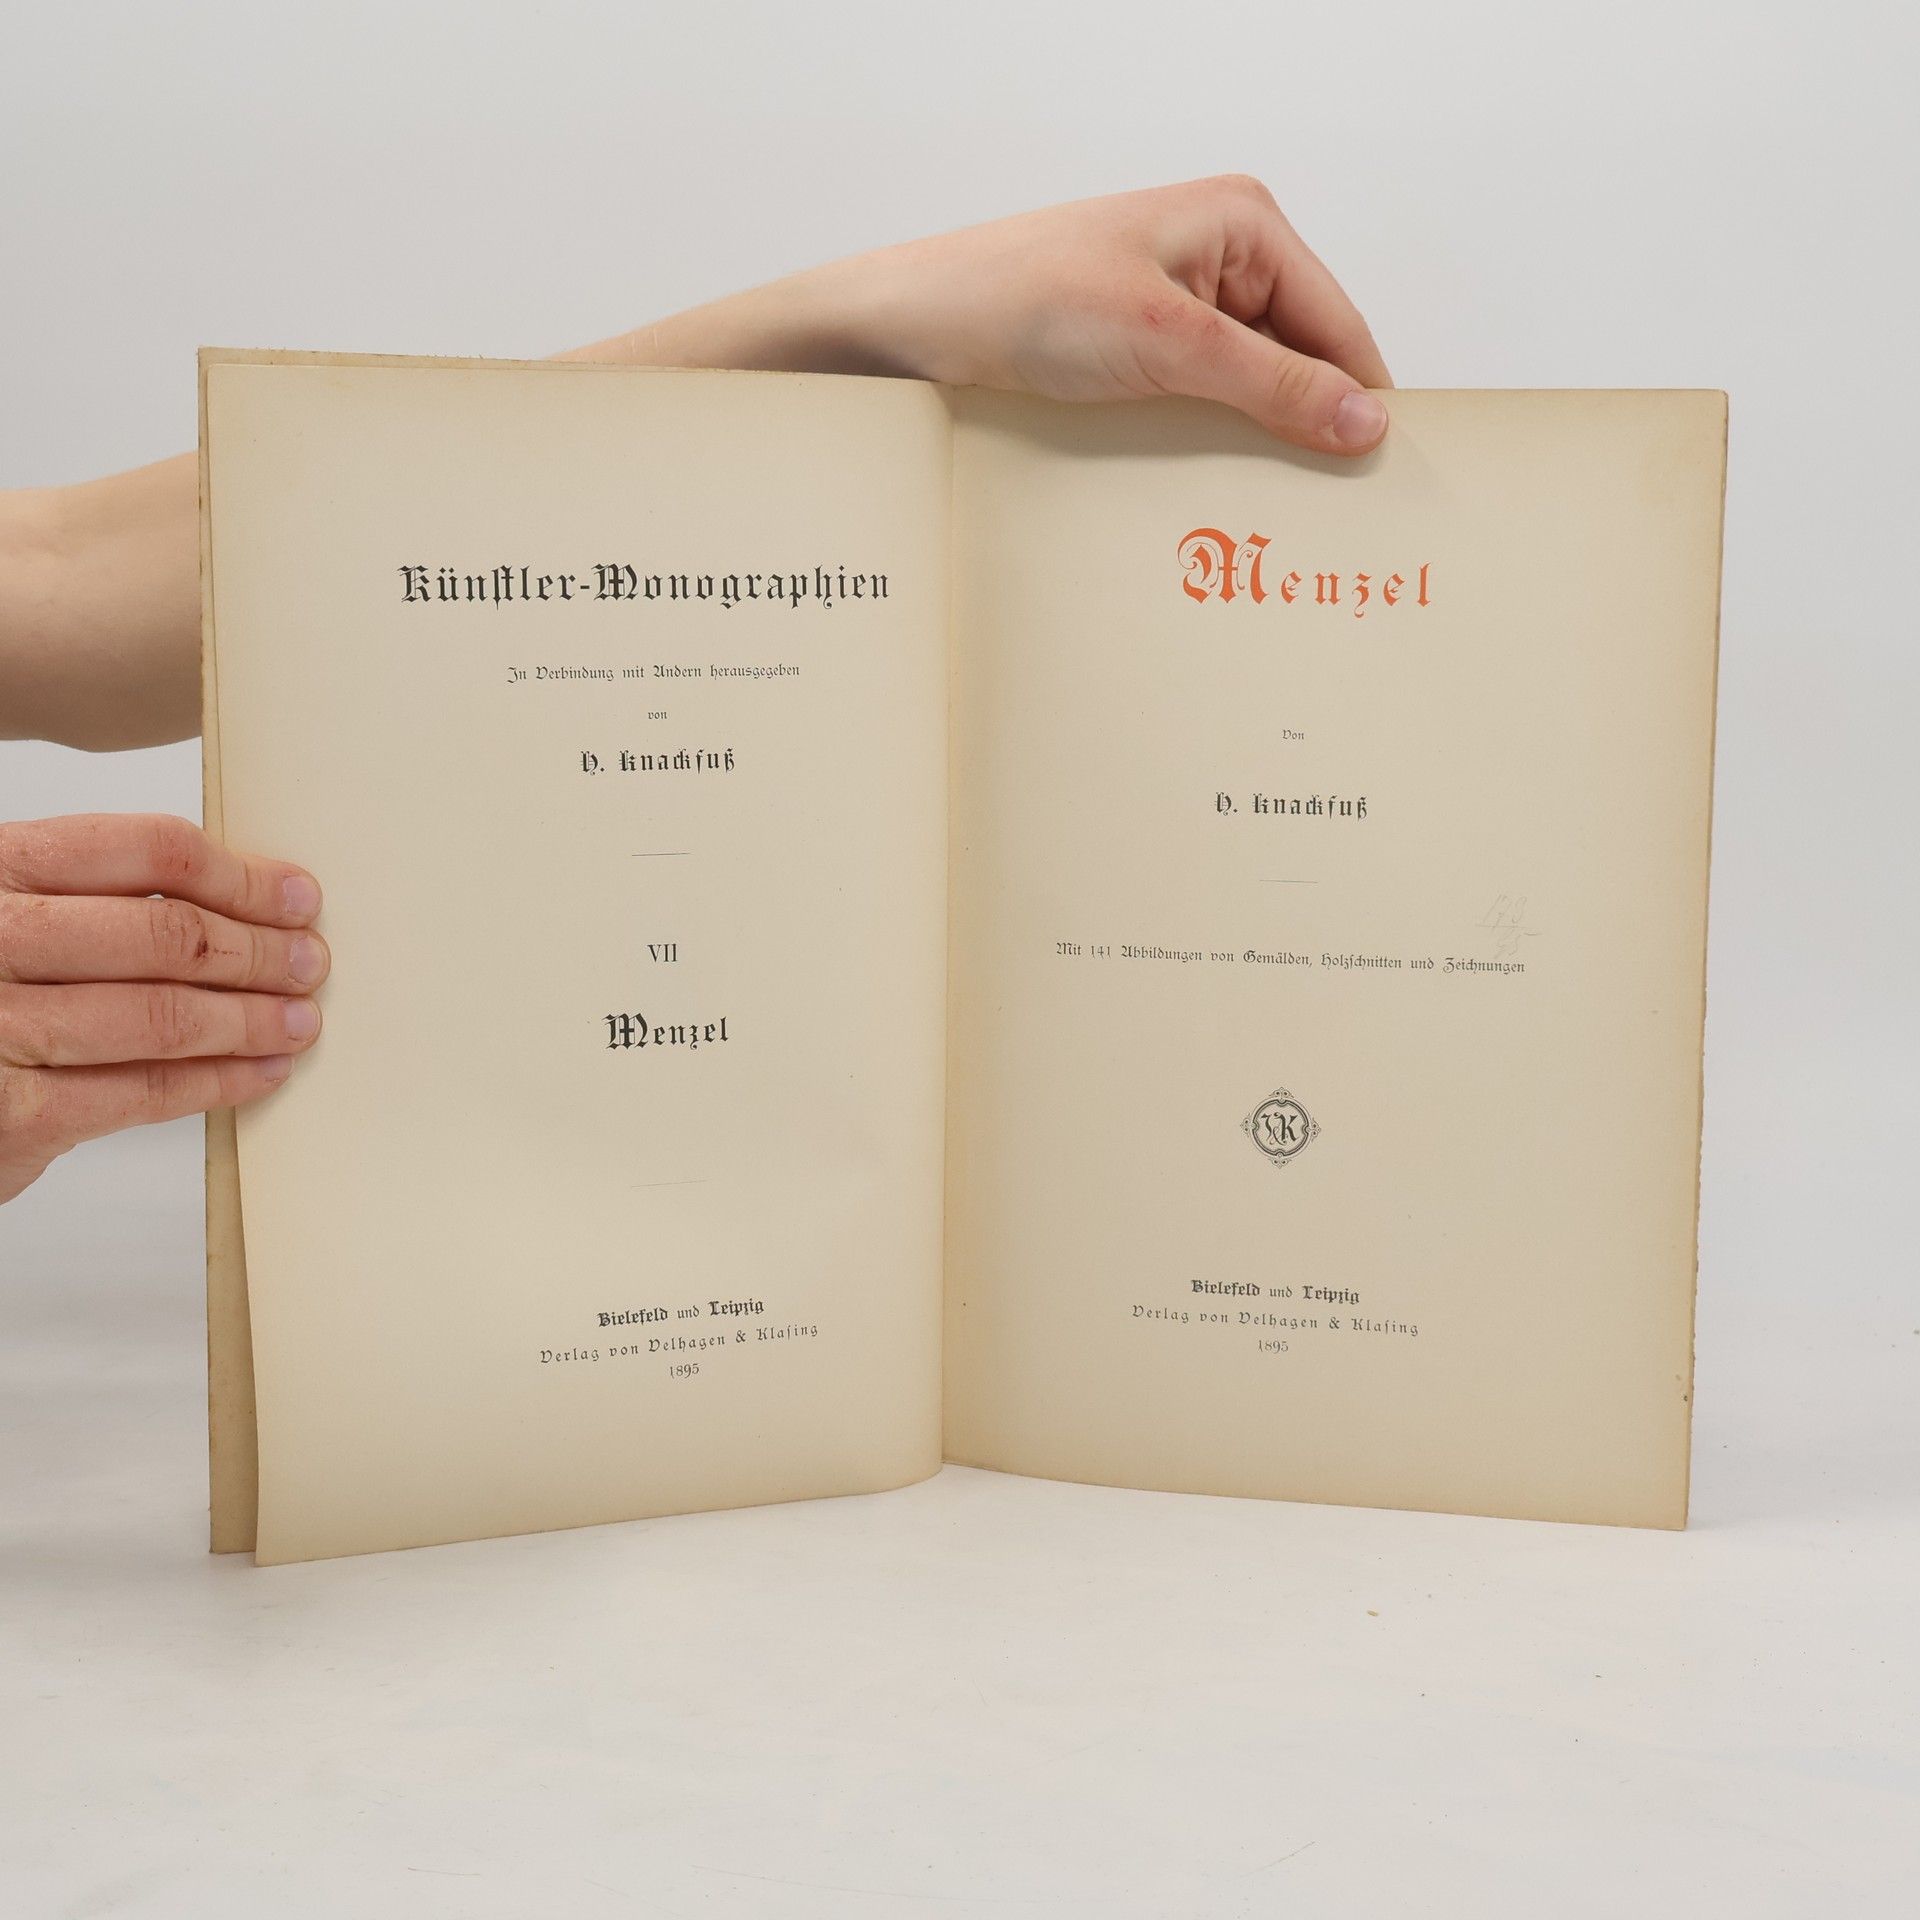 Künstler-Monographien
In Verbindung mit Andern herausgegeben
von
H. Knackfuß
VII
Menzel
Bielefeld und Leipzig
Verlag von Velhagen & Klasing
1895
Menzel
Von
H. Knackfuß
Mit 141 Abbildungen von Gemälden, Holzschnitten und Zeichnungen
VK
Bielefeld und Leipzig
Verlag von Velhagen & Klasing
1895